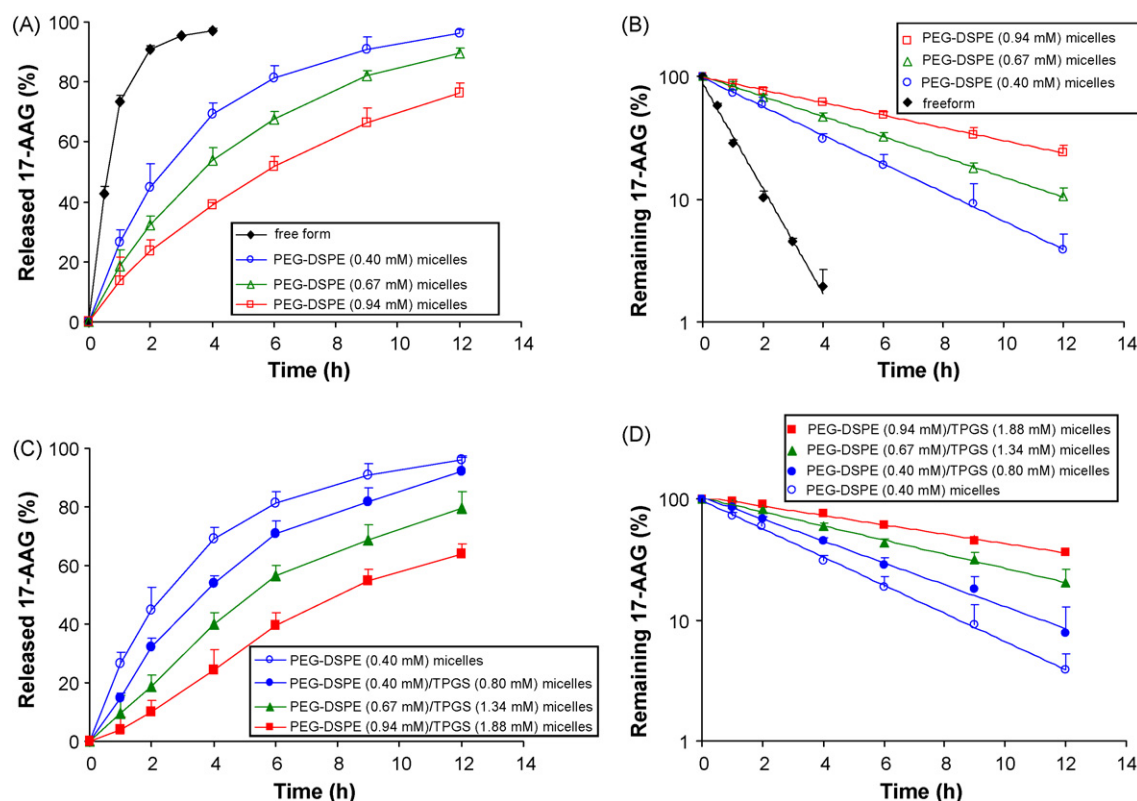 (A)
Released 17-AAG (%)
100
80
60
40
20
0
free form
PEG-DSPE (0.40 mM) micelles
PEG-DSPE (0.67 mM) micelles
PEG-DSPE (0.94 mM) micelles
0 2 4 6 8 10 12 14
Time (h)
(B)
Remaining 17-AAG (%)
PEG-DSPE (0.94 mM) micelles
PEG-DSPE (0.67 mM) micelles
PEG-DSPE (0.40 mM) micelles
freeform
100
10
1
0 2 4 6 8 10 12 14
Time (h)
(C)
Released 17-AAG (%)
100
80
60
40
20
0
PEG-DSPE (0.40 mM) micelles
PEG-DSPE (0.40 mM)/TPGS (0.80 mM) micelles
PEG-DSPE (0.67 mM)/TPGS (1.34 mM) micelles
PEG-DSPE (0.94 mM)/TPGS (1.88 mM) micelles
0 2 4 6 8 10 12 14
Time (h)
(D)
Remaining 17-AAG (%)
PEG-DSPE (0.94 mM)/TPGS (1.88 mM) micelles
PEG-DSPE (0.67 mM)/TPGS (1.34 mM) micelles
PEG-DSPE (0.40 mM)/TPGS (0.80 mM) micelles
PEG-DSPE (0.40 mM) micelles
100
10
1
0 2 4 6 8 10 12 14
Time (h)